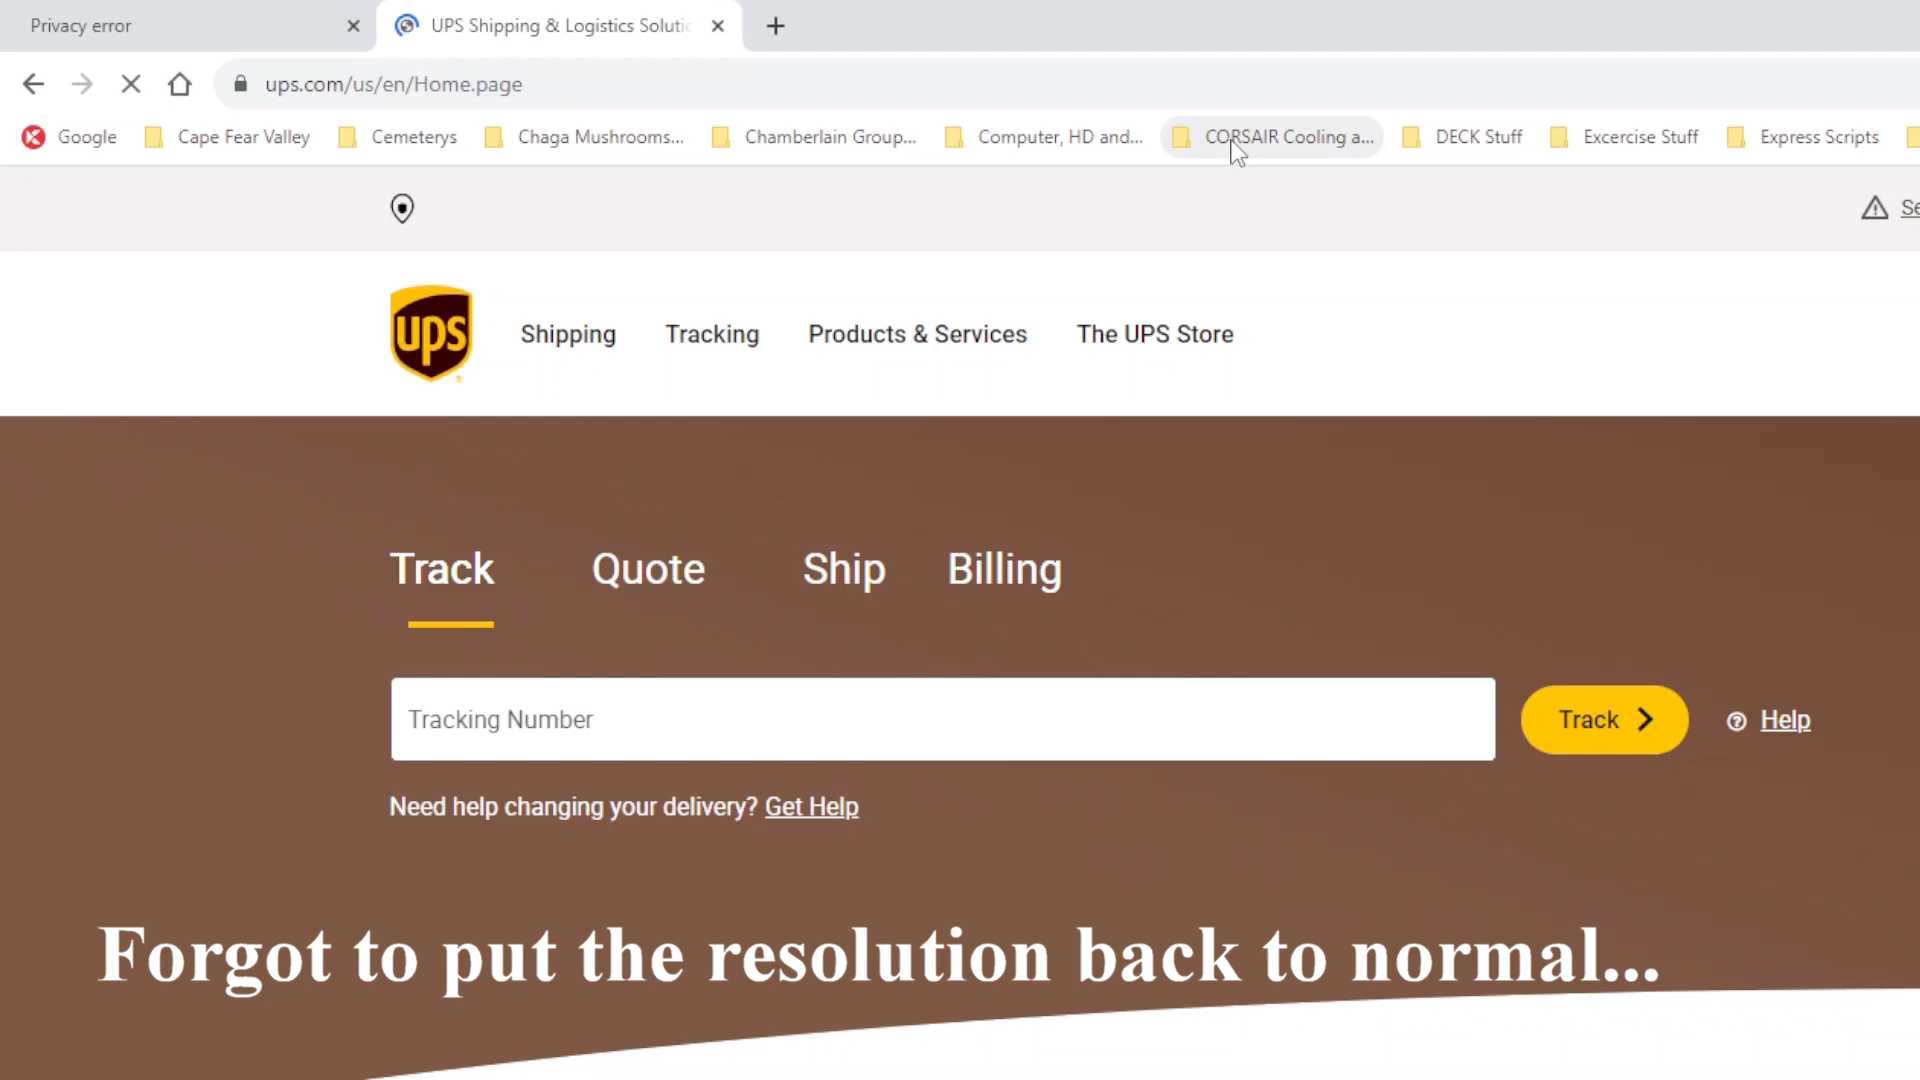 Privacy error
UPS Shipping & Logistics Soluti
ups.com/us/en/Home.page
Google Cape Fear Valley Cemeterys Chaga Mushrooms... Chamberlain Group... Computer, HD and... CORSAIR Cooling a... DECK Stuff Excercise Stuff Express Scripts
Se
ups Shipping Tracking Products & Services The UPS Store
Track Quote Ship Billing
Tracking Number Track Help
Need help changing your delivery? Get Help
Forgot to put the resolution back to normal...